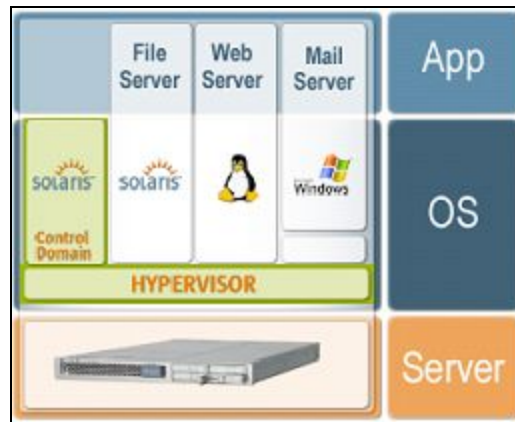 File
Server
Web
Server
Mail
Server
App
solaris
solaris
Windows
OS
Control
Domain
HYPERVISOR
Server